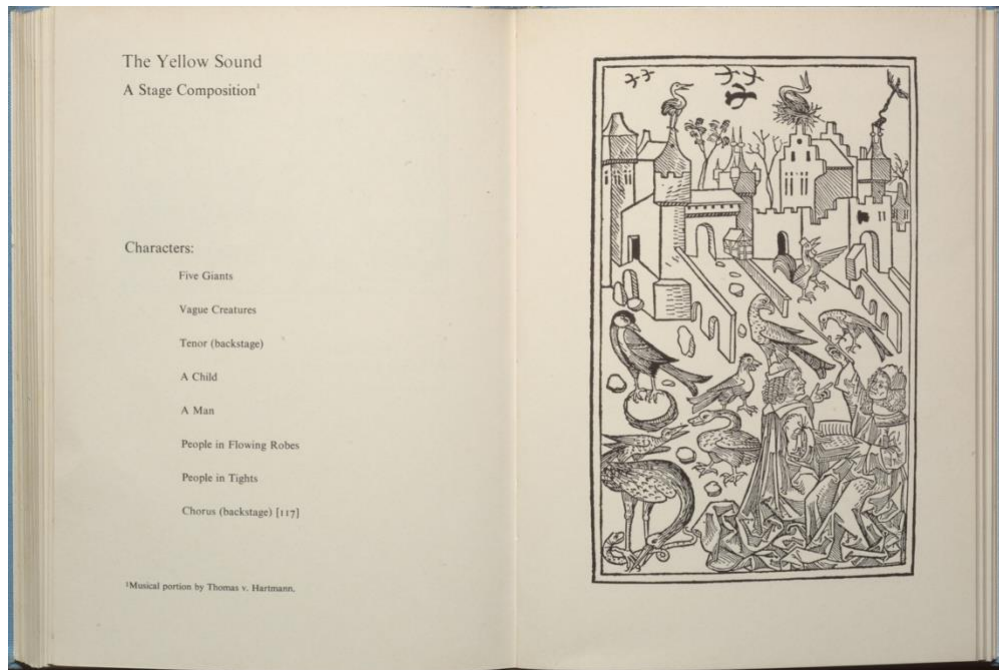 The Yellow Sound
A Stage Composition¹
Characters:
Five Giants
Vague Creatures
Tenor (backstage)
A Child
A Man
People in Flowing Robes
People in Tights
Chorus (backstage) [117]
¹Musical portion by Thomas v. Hartmann.